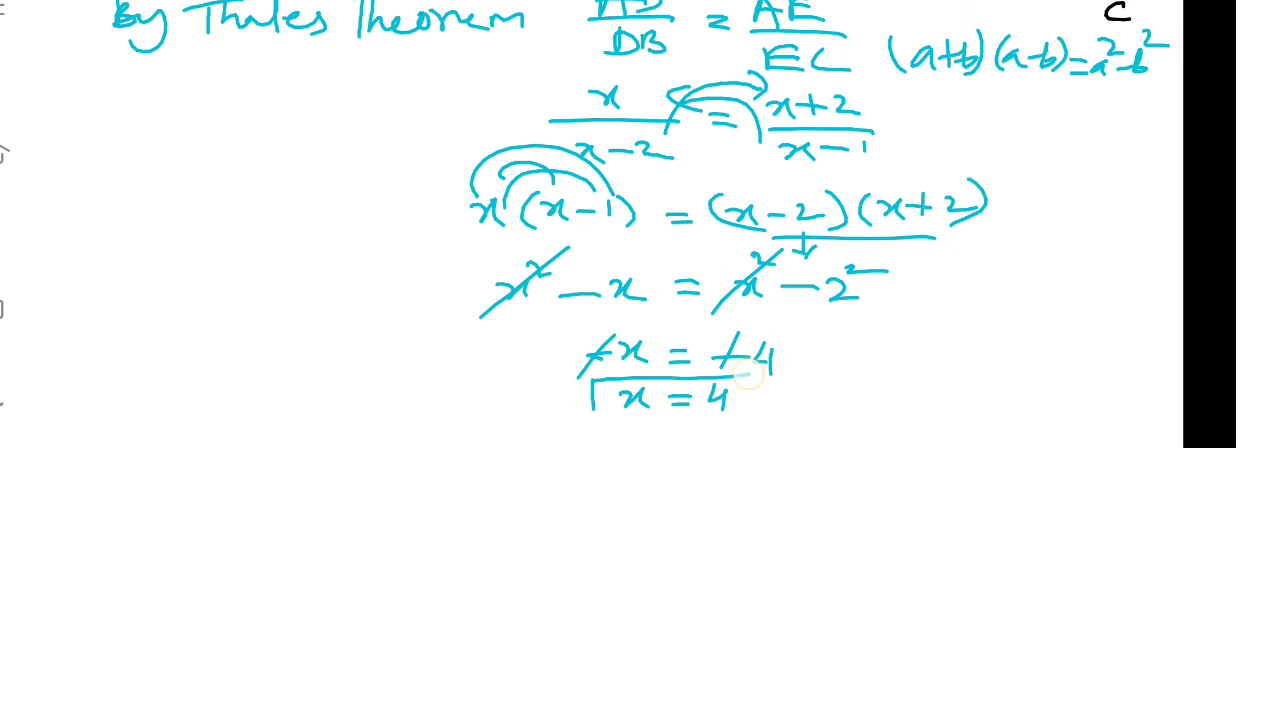 C
By Thales Theorem AD/DB = AE/EC
(a+b)(a-b)=a²-b²
x/x-2 = x+2/x-1
x(x-1) = (x-2)(x+2)
x² - x = x² - 2²
-x = -4
x = 4